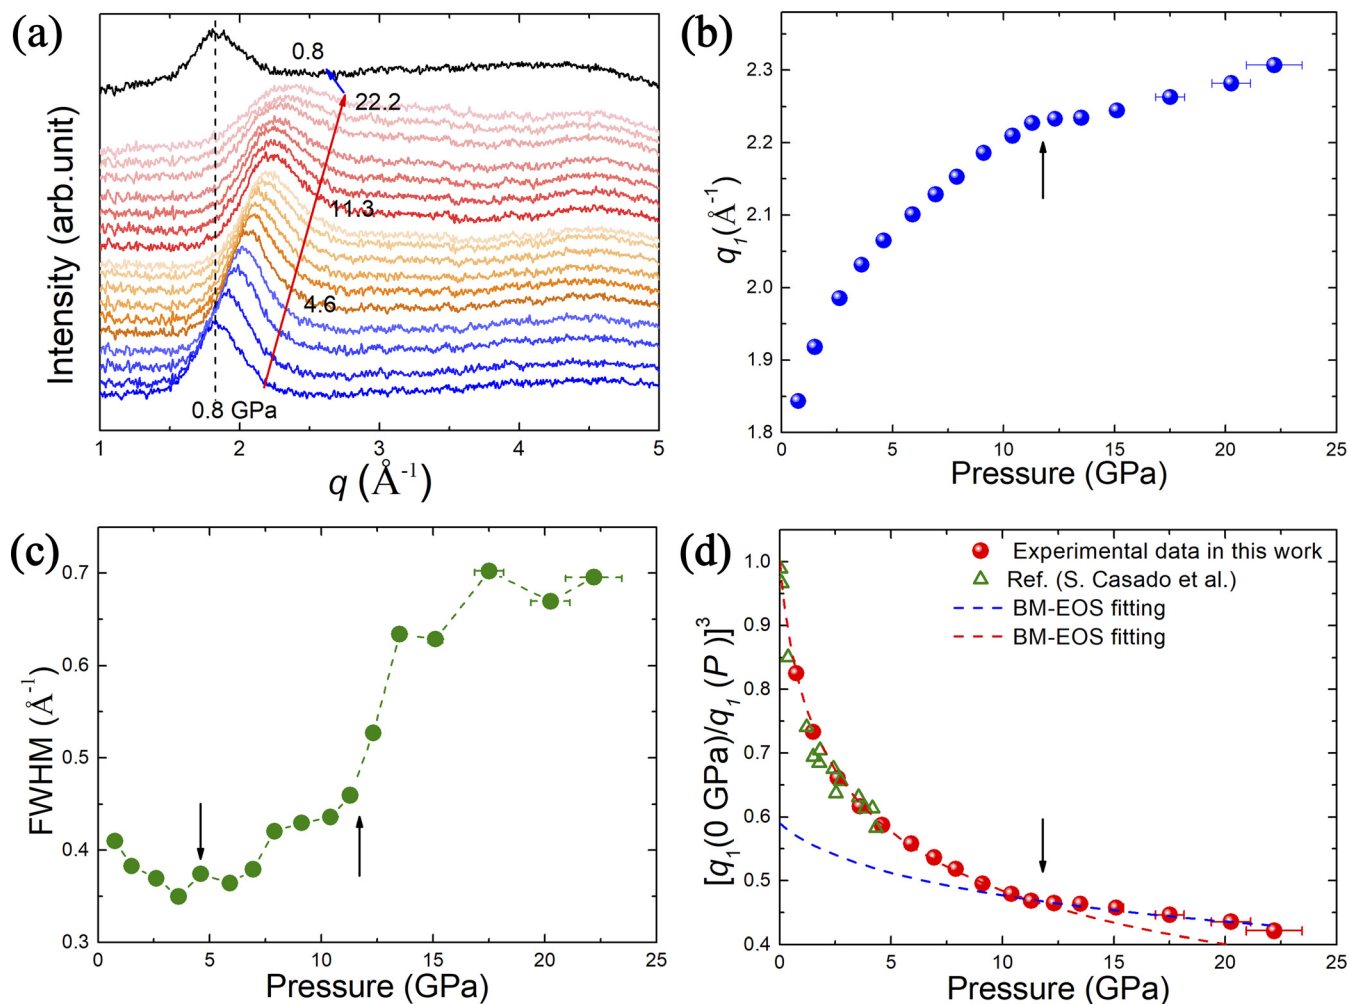 (a)
0.8
22.2
11.3
4.6
0.8 GPa
Intensity (arb.unit)
1 2 3 4 5
q (Å⁻¹)
(b)
2.3
2.2
2.1
2.0
1.9
1.8
q₁(Å⁻¹)
0 5 10 15 20 25
Pressure (GPa)
(c)
0.7
0.6
0.5
0.4
0.3
FWHM (Å⁻¹)
0 5 10 15 20 25
Pressure (GPa)
(d)
1.0
0.9
0.8
0.7
0.6
0.5
0.4
[q₁(0 GPa)/q₁ (P )]³
Experimental data in this work
Ref. (S. Casado et al.)
BM-EOS fitting
BM-EOS fitting
0 5 10 15 20 25
Pressure (GPa)